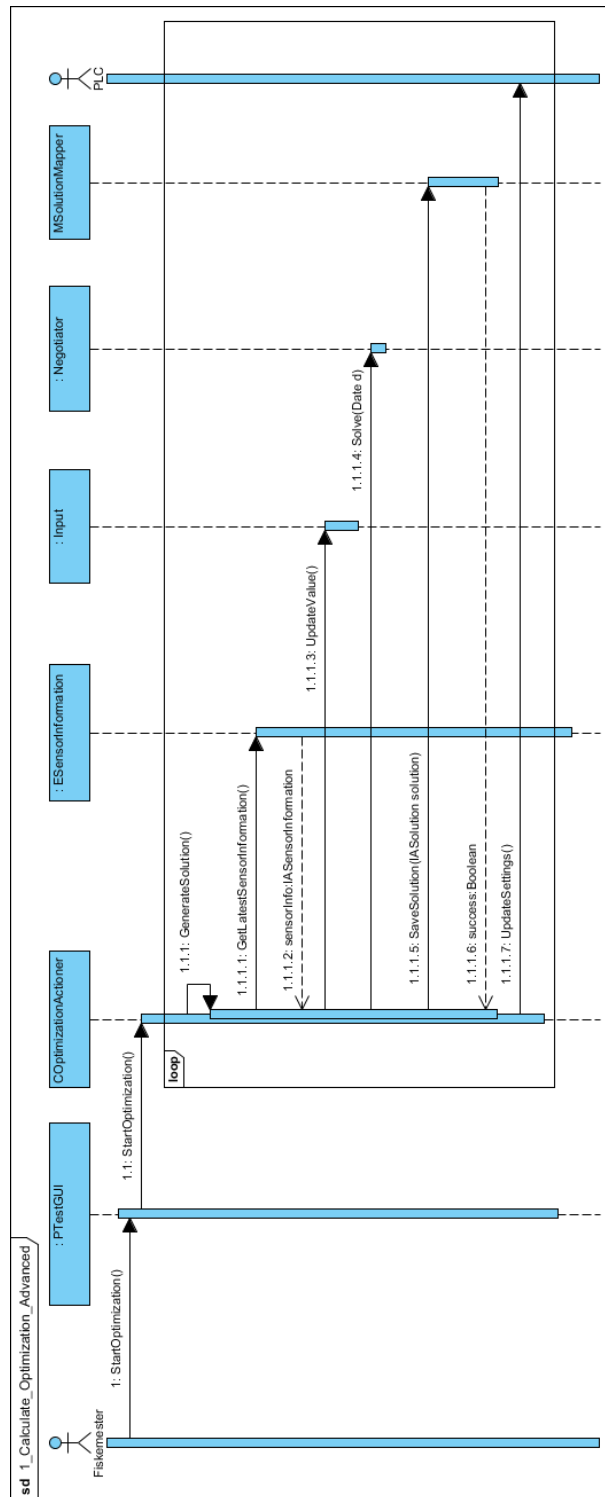 sd 1_Calculate_Optimization_Advanced
Fiskemester
: PTestGUI
COptimizationActioner
: ESensorInformation
: Input
: Negotiator
MSolutionMapper
PLC
1: StartOptimization()
1.1: StartOptimization()
loop
1.1.1: GenerateSolution()
1.1.1.1: GetLatestSensorInformation()
1.1.1.2: sensorInfo:IASensorInformation
1.1.1.3: UpdateValue()
1.1.1.4: Solve(Date d)
1.1.1.5: SaveSolution(IASolution solution)
1.1.1.6: success:Boolean
1.1.1.7: UpdateSettings()